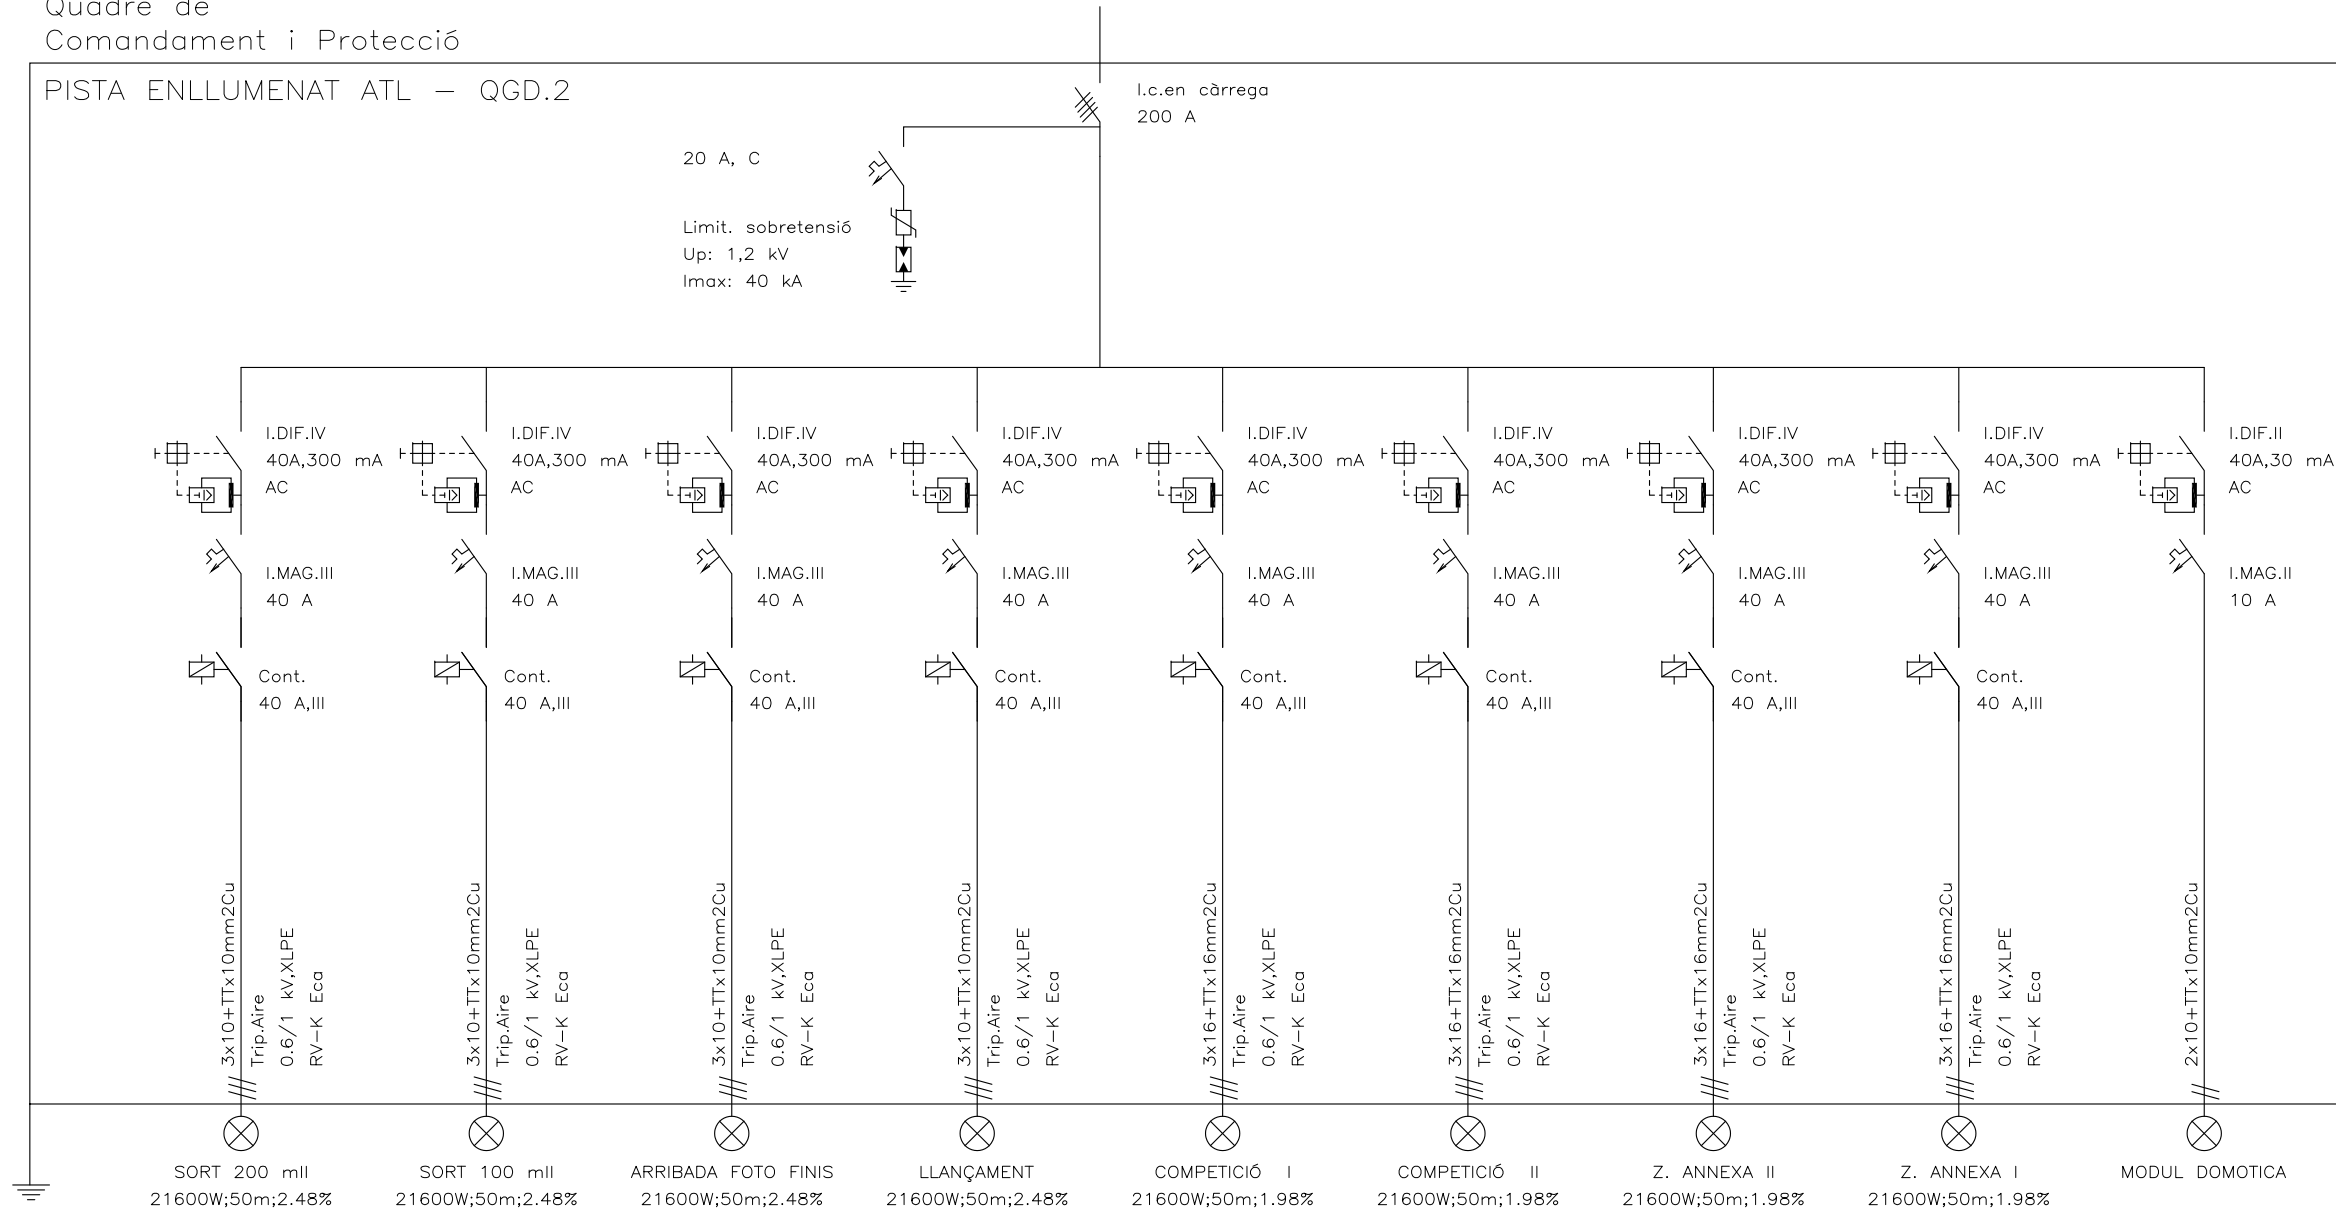 Quadre de
Comandament i Protecció
PISTA ENLLUMENAT ATL - QGD.2
I.c.en càrrega
200 A
20 A, C
Limit. sobretensió
Up: 1,2 kV
Imax: 40 kA
I.DIF.IV
40A,300 mA
AC
I.MAG.III
40 A
Cont.
40 A,III
3x10+TTx10mm2Cu
Trip.Aire
0.6/1 kV,XLPE
RV-K Eca
SORT 200 mll
21600W;50m;2.48%
I.DIF.IV
40A,300 mA
AC
I.MAG.III
40 A
Cont.
40 A,III
3x10+TTx10mm2Cu
Trip.Aire
0.6/1 kV,XLPE
RV-K Eca
SORT 100 mll
21600W;50m;2.48%
I.DIF.IV
40A,300 mA
AC
I.MAG.III
40 A
Cont.
40 A,III
3x10+TTx10mm2Cu
Trip.Aire
0.6/1 kV,XLPE
RV-K Eca
ARRIBADA FOTO FINIS
21600W;50m;2.48%
I.DIF.IV
40A,300 mA
AC
I.MAG.III
40 A
Cont.
40 A,III
3x10+TTx10mm2Cu
Trip.Aire
0.6/1 kV,XLPE
RV-K Eca
LLANÇAMENT
21600W;50m;2.48%
I.DIF.IV
40A,300 mA
AC
I.MAG.III
40 A
Cont.
40 A,III
3x16+TTx16mm2Cu
Trip.Aire
0.6/1 kV,XLPE
RV-K Eca
COMPETICIó I
21600W;50m;1.98%
I.DIF.IV
40A,300 mA
AC
I.MAG.III
40 A
Cont.
40 A,III
3x16+TTx16mm2Cu
Trip.Aire
0.6/1 kV,XLPE
RV-K Eca
COMPETICIó II
21600W;50m;1.98%
I.DIF.IV
40A,300 mA
AC
I.MAG.III
40 A
Cont.
40 A,III
3x16+TTx16mm2Cu
Trip.Aire
0.6/1 kV,XLPE
RV-K Eca
Z. ANNEXA II
21600W;50m;1.98%
I.DIF.IV
40A,300 mA
AC
I.MAG.III
40 A
Cont.
40 A,III
3x16+TTx16mm2Cu
Trip.Aire
0.6/1 kV,XLPE
RV-K Eca
Z. ANNEXA I
21600W;50m;1.98%
I.DIF.II
40A,30 mA
AC
I.MAG.II
10 A
2x10+TTx10mm2Cu
MODUL DOMOTICA